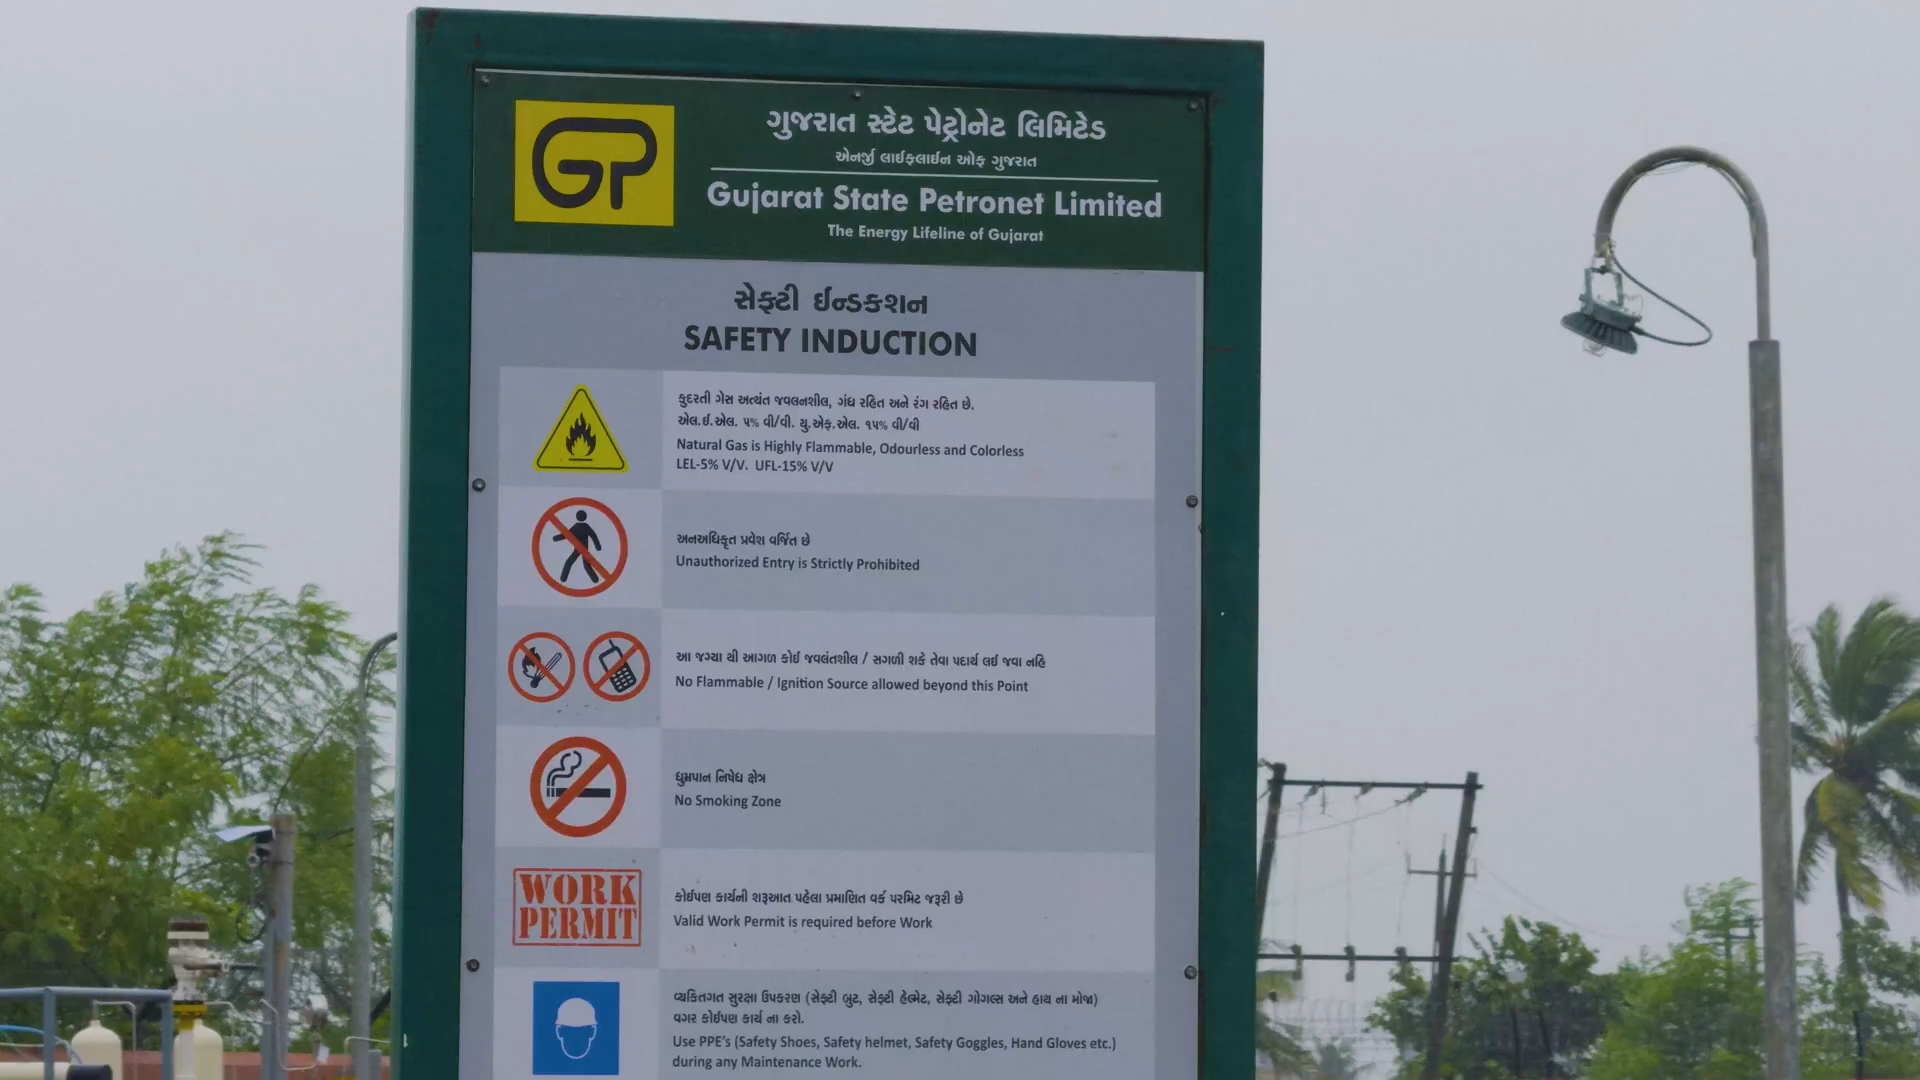 GP
ગુજરાત સ્ટેટ પેટ્રોનેટ લિમિટેડ
એનર્જી લાઈફલાઈન ઓફ ગુજરાત
Gujarat State Petronet Limited
The Energy Lifeline of Gujarat
સેફ્ટી ઈન્ડકશન
SAFETY INDUCTION
કુદરતી ગેસ અત્યંત જવલનશીલ, ગંધ રહિત અને રંગ રહિત છે.
એલ.ઈ.એલ. ૫% વી/વી. યુ.એફ.એલ. ૧૫% વી/વી
Natural Gas is Highly Flammable, Odourless and Colorless
LEL-5% V/V. UFL-15% V/V
અનઅધિકૃત પ્રવેશ વર્જિત છે
Unauthorized Entry is Strictly Prohibited
આ જગ્યા થી આગળ કોઈ જવલંતશીલ / સગળી શકે તેવા પદાર્થ લઈ જવા નહિ
No Flammable / Ignition Source allowed beyond this Point
ધુમ્રપાન નિષેધ ક્ષેત્ર
No Smoking Zone
WORK
PERMIT
કોઈપણ કાર્યની શરૂઆત પહેલા પ્રમાણિત વર્ક પરમિટ જરૂરી છે
Valid Work Permit is required before Work
વ્યકિતગત સુરક્ષા ઉપકરણ (સેફ્ટી બુટ, સેફ્ટી હેલ્મેટ, સેફ્ટી ગોગલ્સ અને હાથ ના મોજા)
વગર કોઈપણ કાર્ય ના કરો.
Use PPE's (Safety Shoes, Safety helmet, Safety Goggles, Hand Gloves etc.)
during any Maintenance Work.